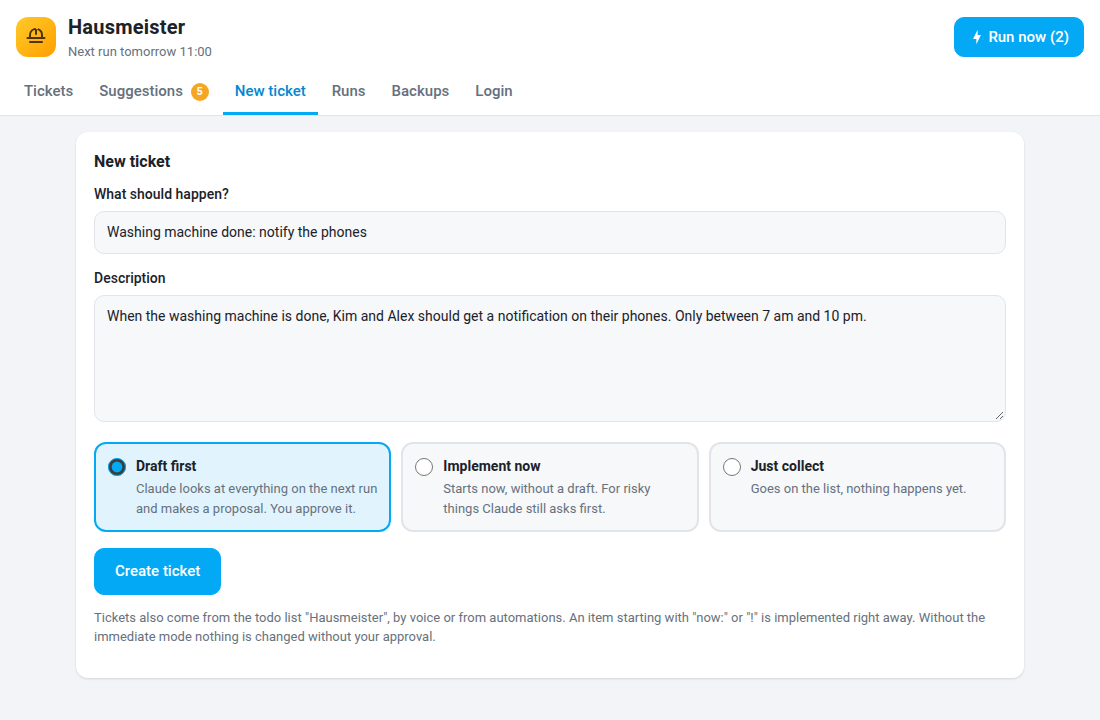 Hausmeister
Next run tomorrow 11:00
Run now (2)
Tickets
Suggestions 5
New ticket
Runs
Backups
Login
New ticket
What should happen?
Washing machine done: notify the phones
Description
When the washing machine is done, Kim and Alex should get a notification on their phones. Only between 7 am and 10 pm.
Draft first
Claude looks at everything on the next run
and makes a proposal. You approve it.
Implement now
Starts now, without a draft. For risky
things Claude still asks first.
Just collect
Goes on the list, nothing happens yet.
Create ticket
Tickets also come from the todo list "Hausmeister", by voice or from automations. An item starting with "now:" or "!" is implemented right away. Without the
immediate mode nothing is changed without your approval.